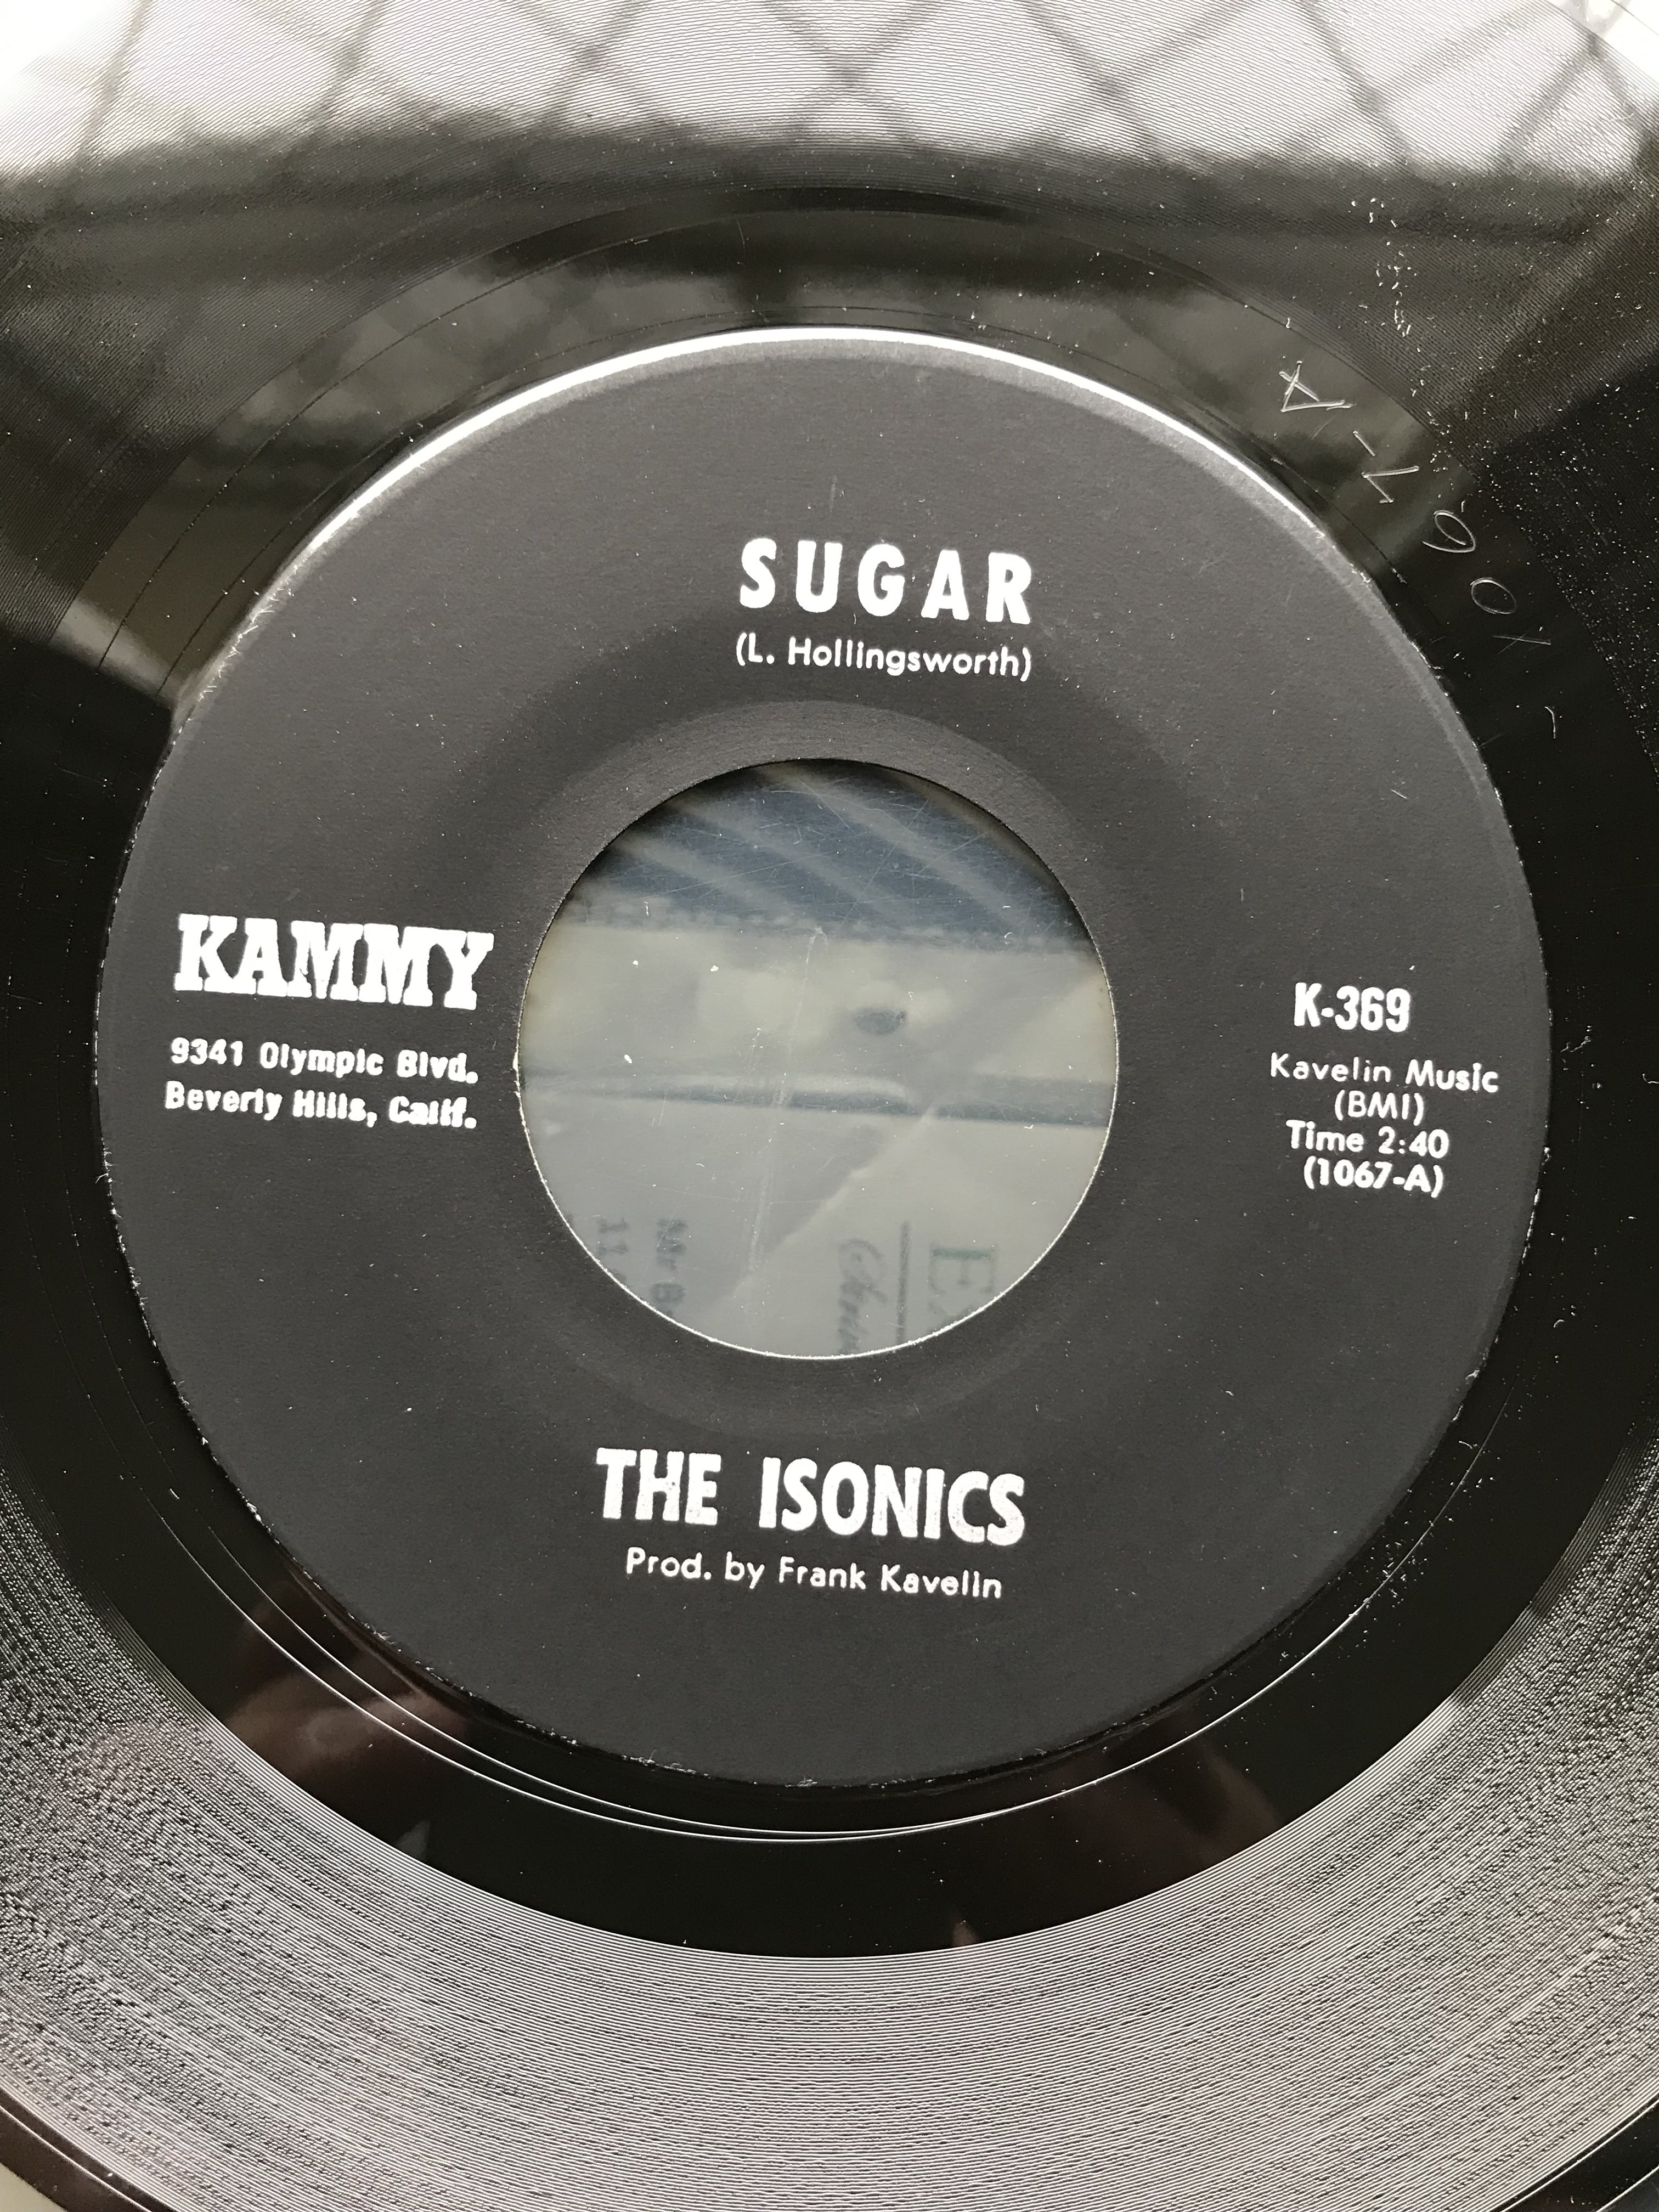 1067-A
SUGAR
(L. Hollingsworth)
KAMMY
9341 Olympic Blvd.
Beverly Hills, Calif.
K-369
Kavelin Music
(BMI)
Time 2:40
(1067-A)
THE ISONICS
Prod. by Frank Kavelin